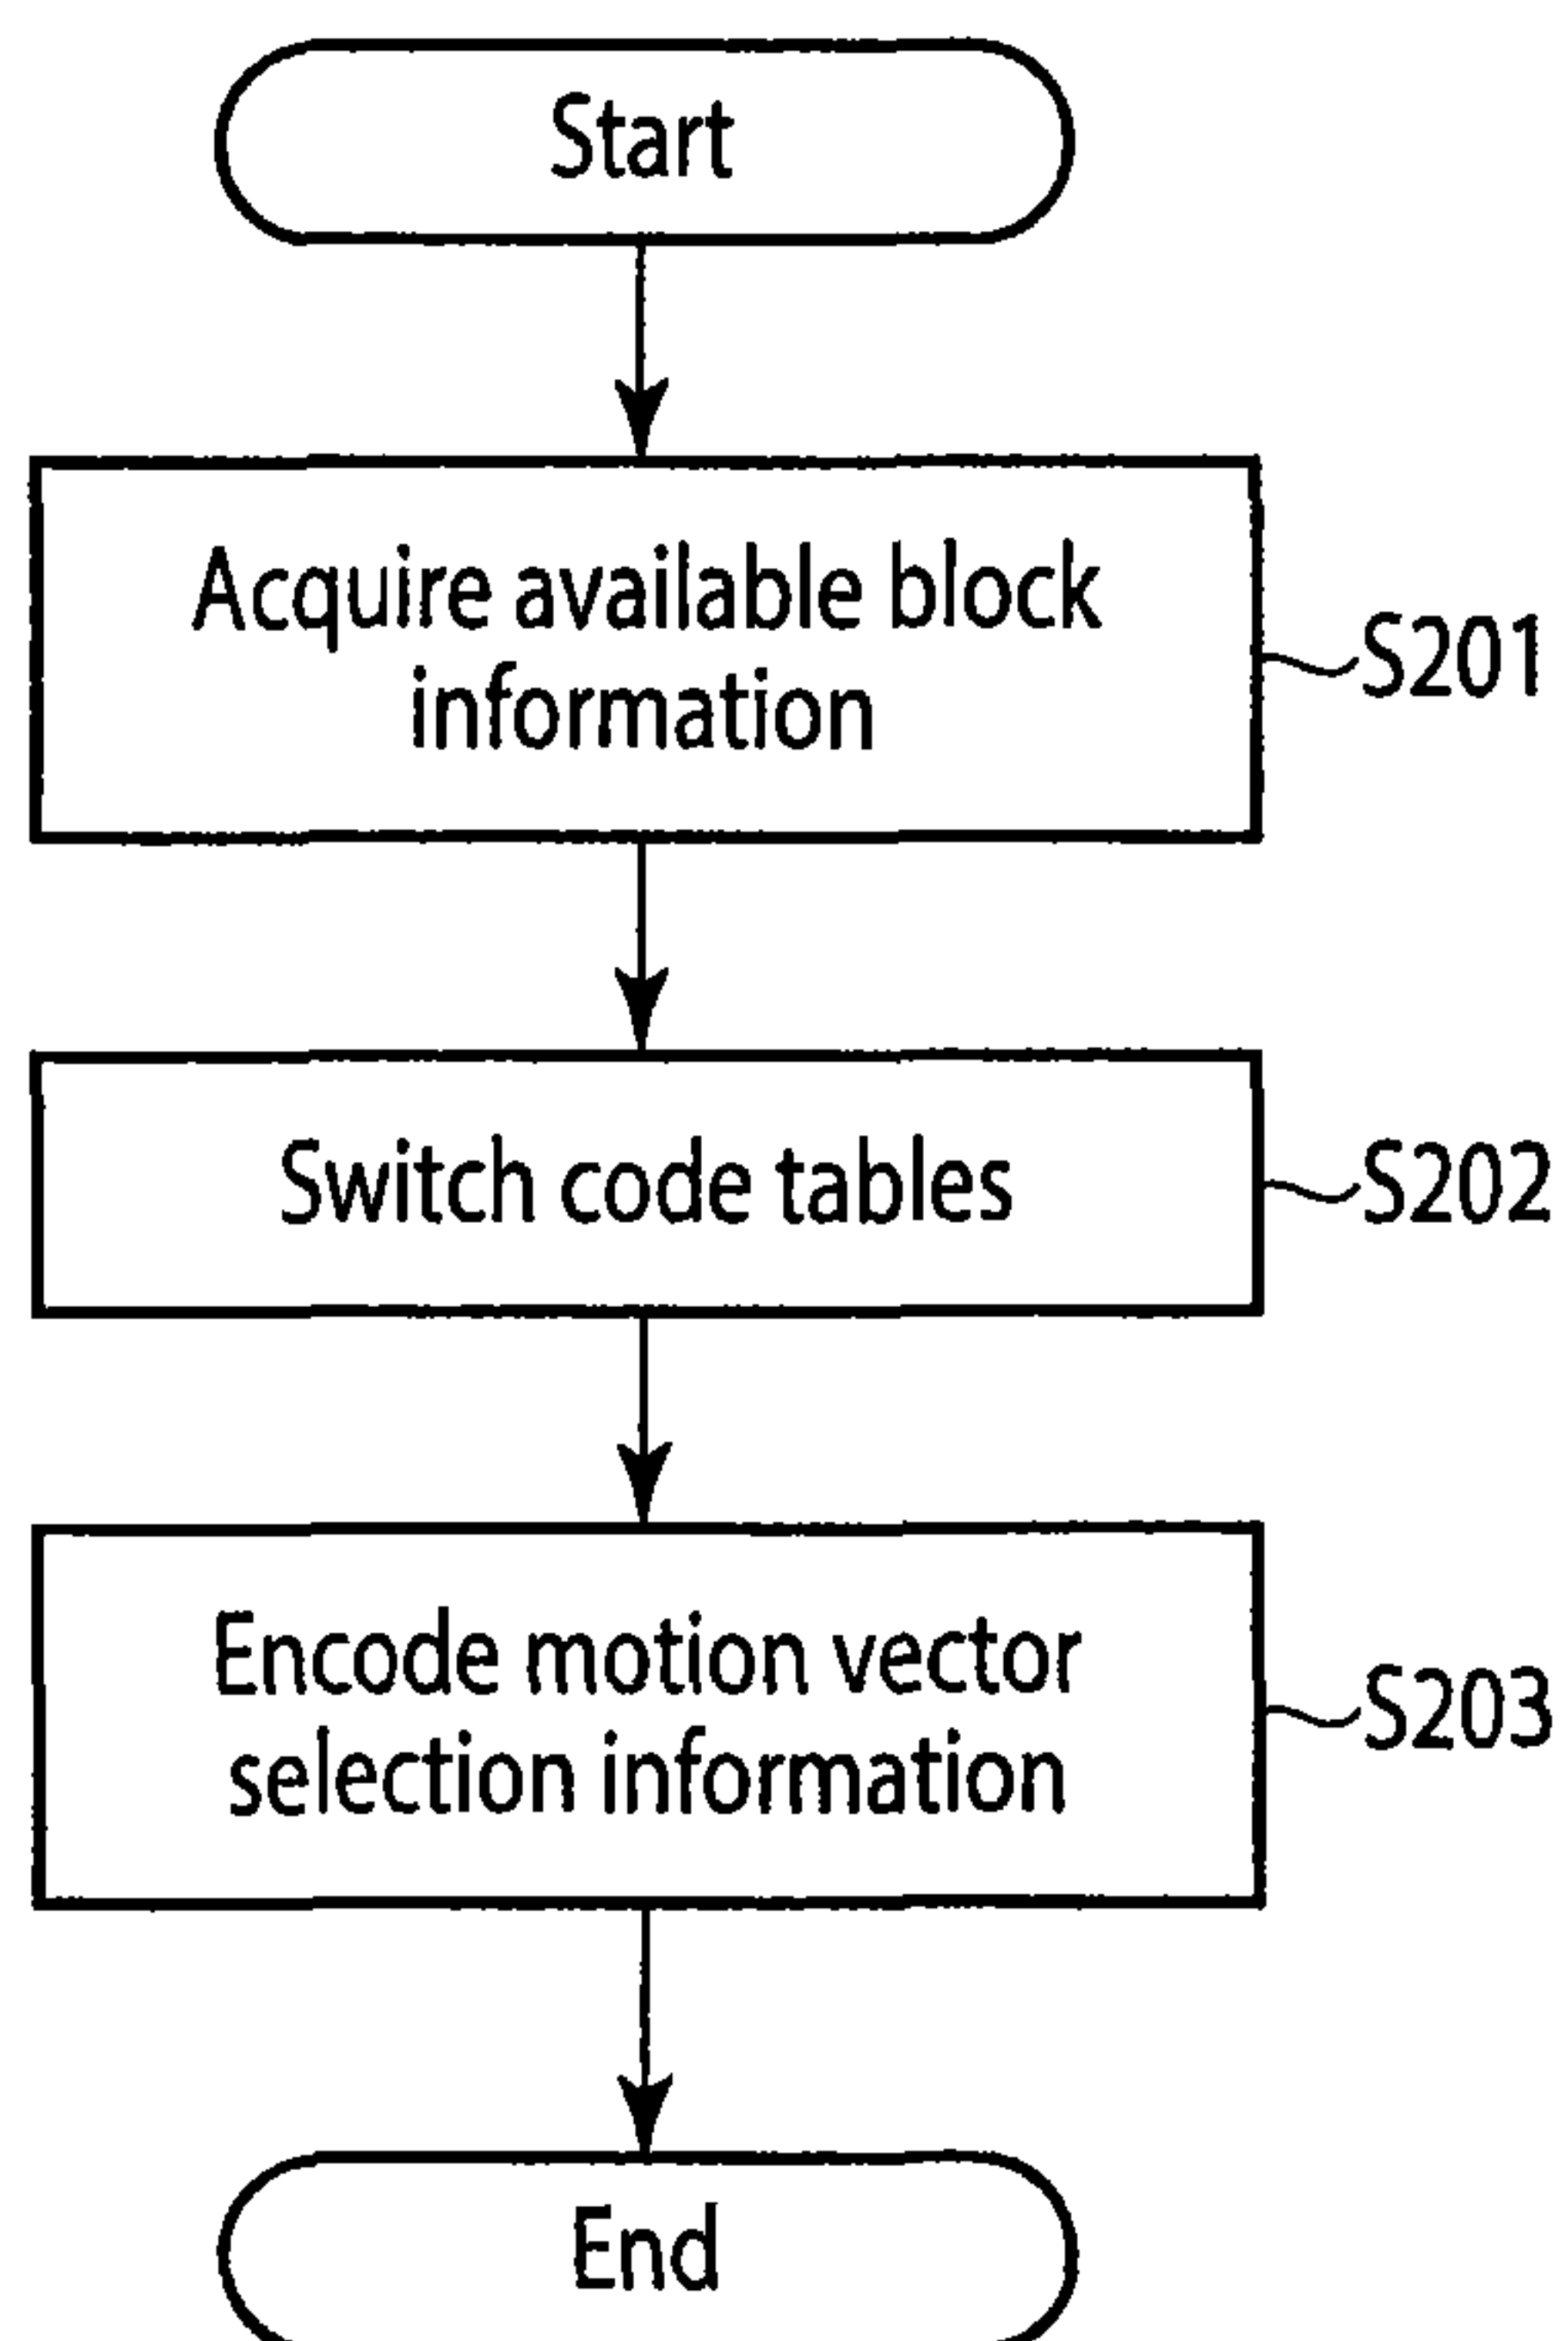 Start
Acquire available block
information
S201
Switch code tables
S202
Encode motion vector
selection information
S203
End